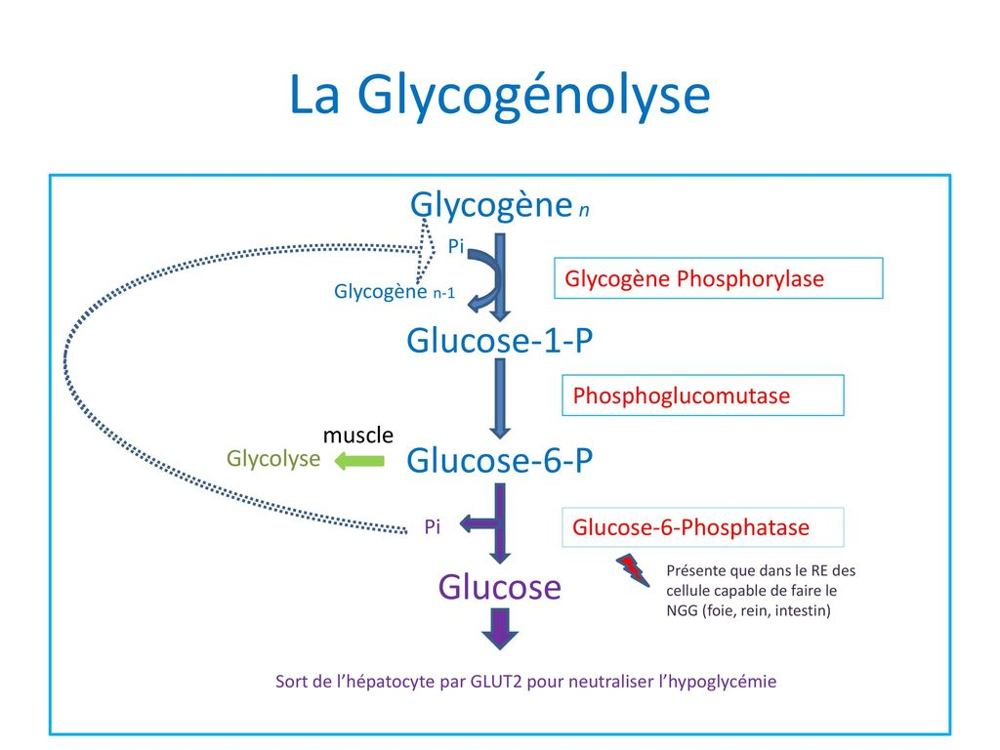 La Glycogénolyse
Glycogène n
Pi
Glycogène Phosphorylase
Glycogène n-1
Glucose-1-P
Phosphoglucomutase
muscle
Glycolyse
Glucose-6-P
Pi
Glucose-6-Phosphatase
Présente que dans le RE des
cellule capable de faire le
NGG (foie, rein, intestin)
Glucose
Sort de l’hépatocyte par GLUT2 pour neutraliser l’hypoglycémie